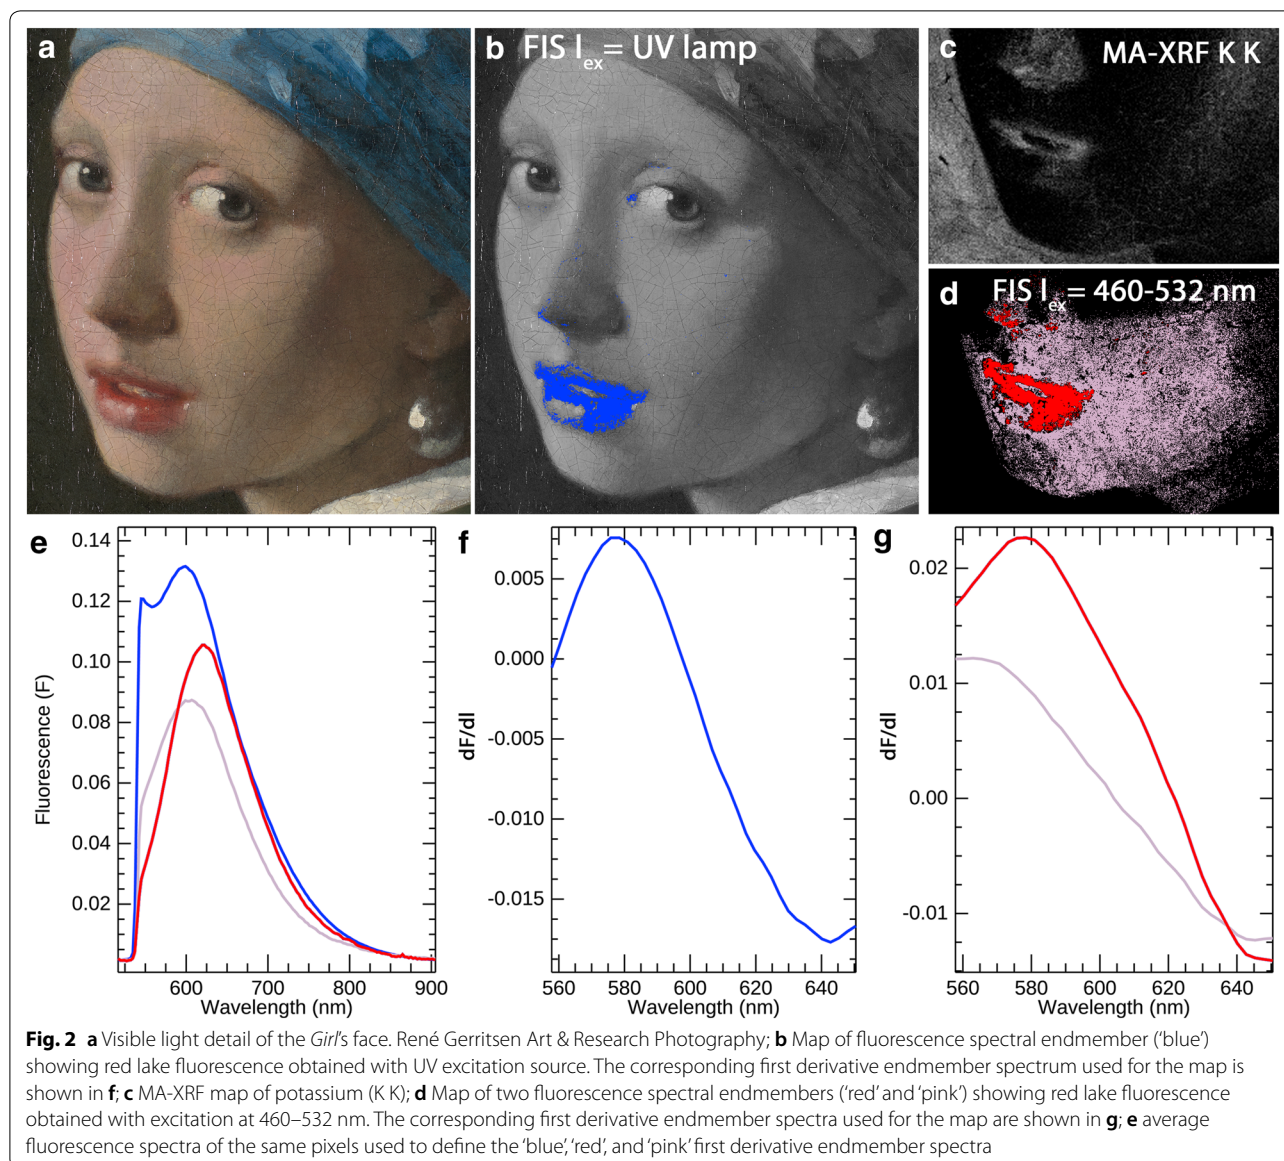 a
b FIS lex = UV lamp
c MA-XRF K K
d FIS lex = 460-532 nm
e
0.14
0.12
0.10
0.08
0.06
0.04
0.02
Fluorescence (F)
600 700 800 900
Wavelength (nm)
f
0.005
0.000
-0.005
-0.010
-0.015
dF/dl
560 580 600 620 640
Wavelength (nm)
g
0.02
0.01
0.00
-0.01
dF/dl
560 580 600 620 640
Wavelength (nm)
Fig. 2 a Visible light detail of the Girl's face. René Gerritsen Art & Research Photography; b Map of fluorescence spectral endmember (‘blue’)
showing red lake fluorescence obtained with UV excitation source. The corresponding first derivative endmember spectrum used for the map is
shown in f; c MA-XRF map of potassium (K K); d Map of two fluorescence spectral endmembers (‘red’ and ‘pink’) showing red lake fluorescence
obtained with excitation at 460–532 nm. The corresponding first derivative endmember spectra used for the map are shown in g; e average
fluorescence spectra of the same pixels used to define the ‘blue’, ‘red’, and ‘pink’ first derivative endmember spectra